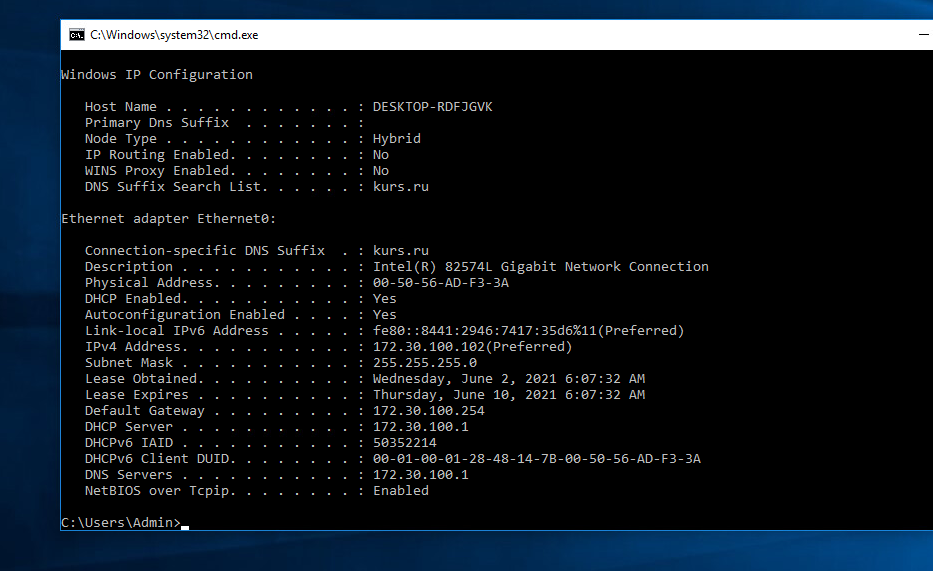 C:\Windows\system32\cmd.exe
Windows IP Configuration
Host Name . . . . . . . . . . . . : DESKTOP-RDFJGVK
Primary Dns Suffix  . . . . . . . :
Node Type . . . . . . . . . . . . : Hybrid
IP Routing Enabled. . . . . . . . : No
WINS Proxy Enabled. . . . . . . . : No
DNS Suffix Search List. . . . . . : kurs.ru
Ethernet adapter Ethernet0:
Connection-specific DNS Suffix  . : kurs.ru
Description . . . . . . . . . . . : Intel(R) 82574L Gigabit Network Connection
Physical Address. . . . . . . . . : 00-50-56-AD-F3-3A
DHCP Enabled. . . . . . . . . . . : Yes
Autoconfiguration Enabled . . . . : Yes
Link-local IPv6 Address . . . . . : fe80::8441:2946:7417:35d6%11(Preferred)
IPv4 Address. . . . . . . . . . . : 172.30.100.102(Preferred)
Subnet Mask . . . . . . . . . . . : 255.255.255.0
Lease Obtained. . . . . . . . . . : Wednesday, June 2, 2021 6:07:32 AM
Lease Expires . . . . . . . . . . : Thursday, June 10, 2021 6:07:32 AM
Default Gateway . . . . . . . . . : 172.30.100.254
DHCP Server . . . . . . . . . . . : 172.30.100.1
DHCPv6 IAID . . . . . . . . . . . : 50352214
DHCPv6 Client DUID. . . . . . . . : 00-01-00-01-28-48-14-7B-00-50-56-AD-F3-3A
DNS Servers . . . . . . . . . . . : 172.30.100.1
NetBIOS over Tcpip. . . . . . . . : Enabled
C:\Users\Admin>